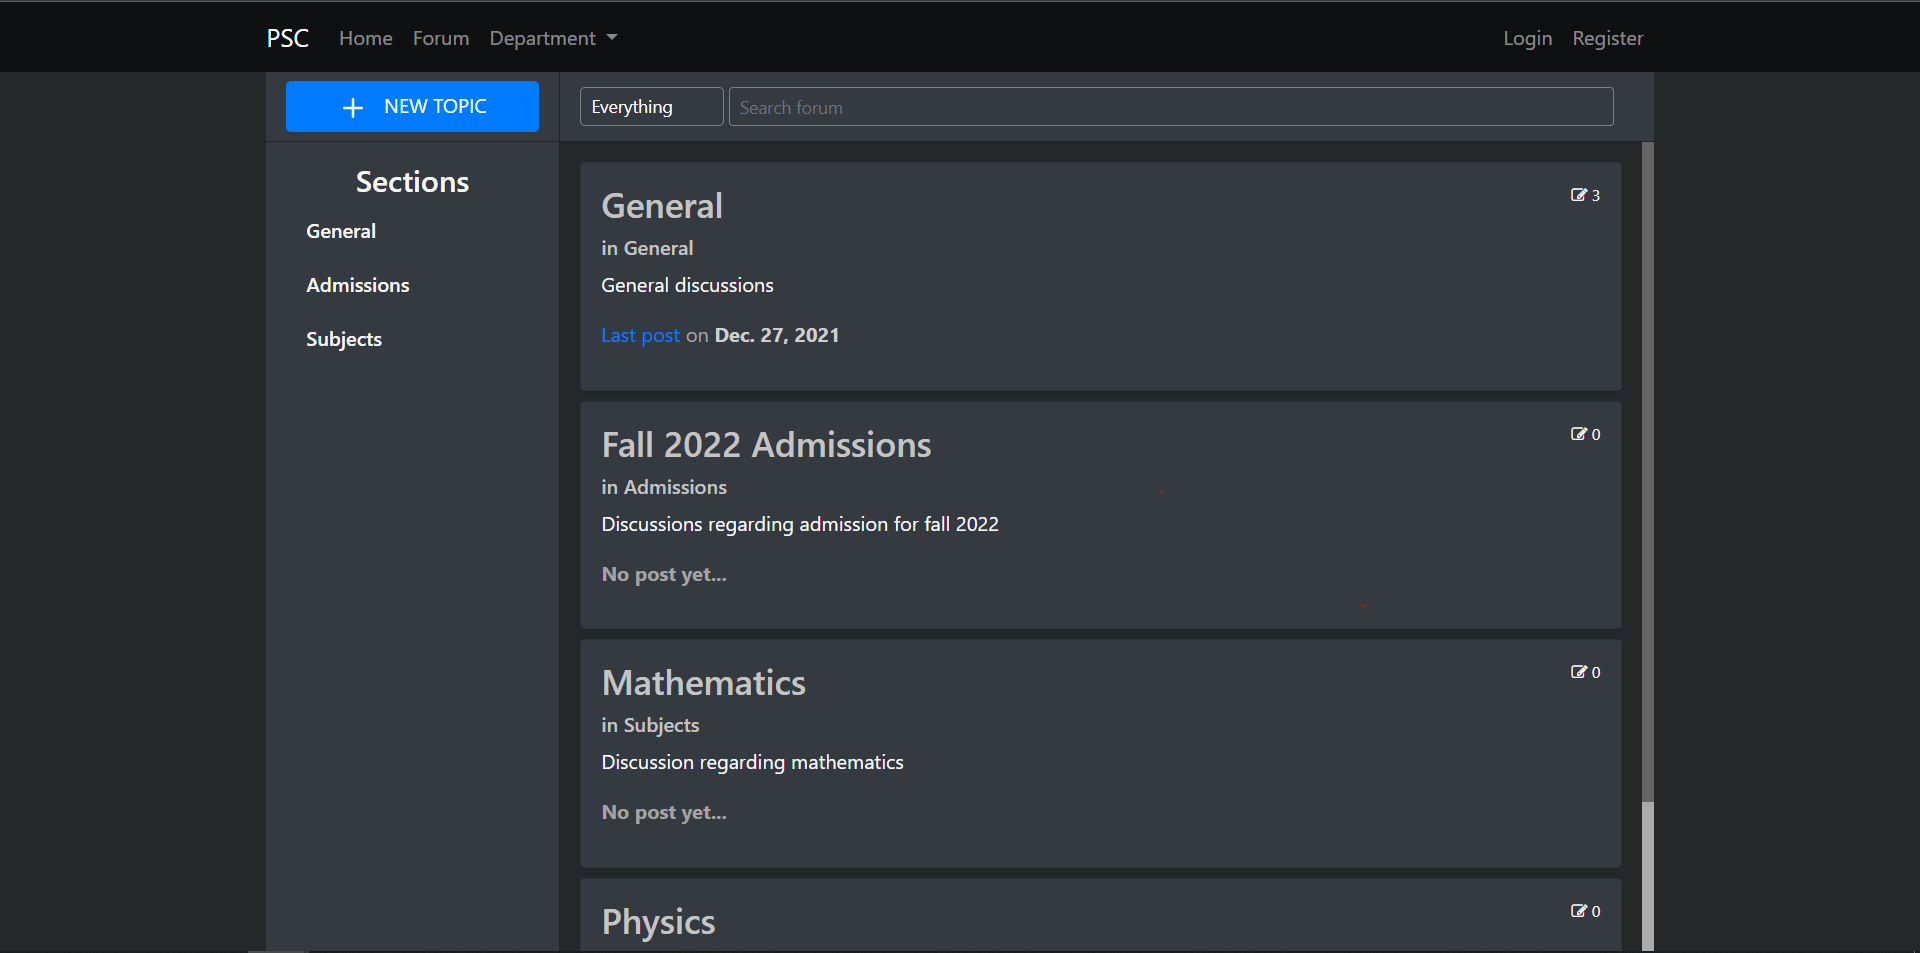 PSC Home Forum Department Login Register
NEW TOPIC
Everything Search forum
Sections
General
Admissions
Subjects
General
3
in General
General discussions
Last post on Dec. 27, 2021
Fall 2022 Admissions
0
in Admissions
Discussions regarding admission for fall 2022
No post yet...
Mathematics
0
in Subjects
Discussion regarding mathematics
No post yet...
Physics
0